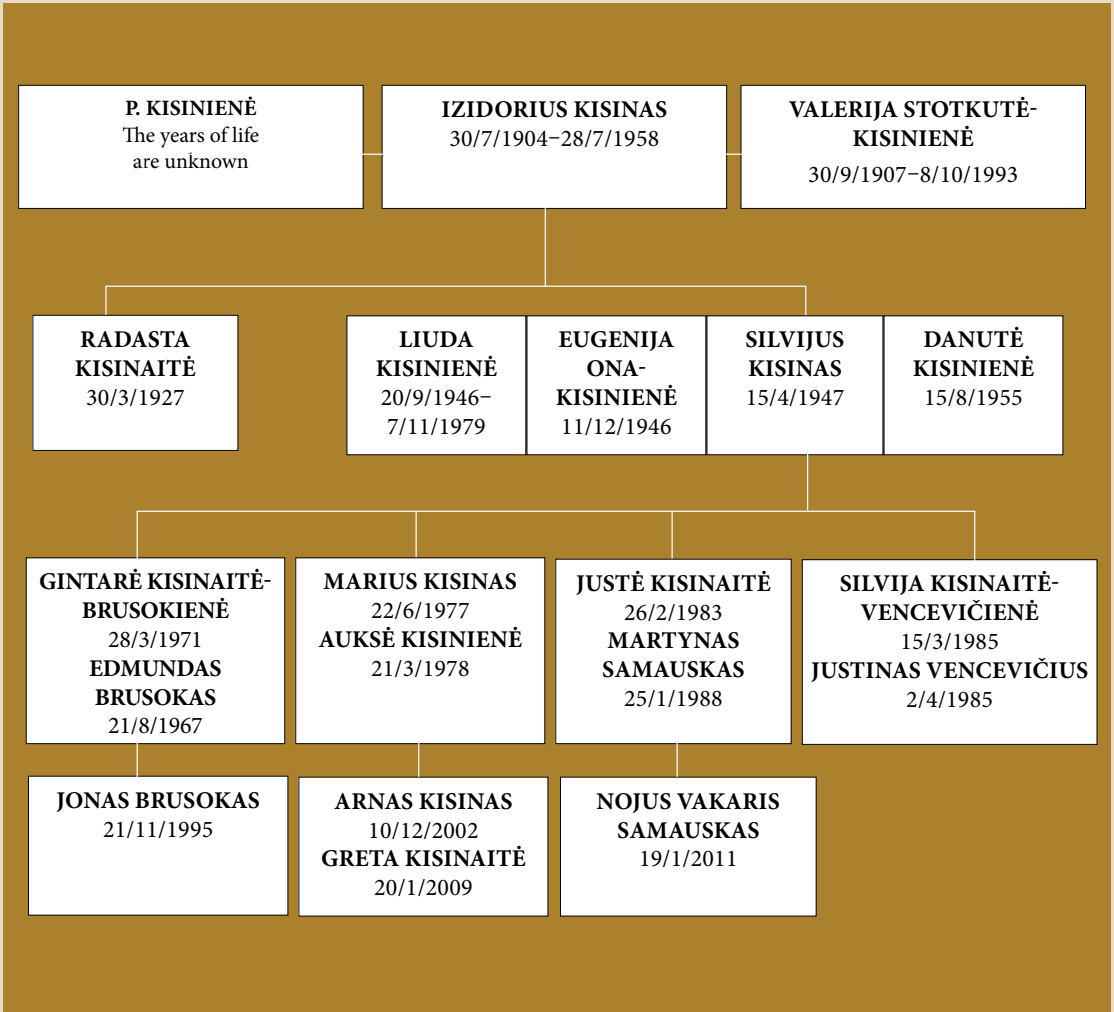 P. KISINIENĖ
The years of life
are unknown
IZIDORIUS KISINAS
30/7/1904–28/7/1958
VALERIJA STOTKUTĖ-
KISINIENĖ
30/9/1907–8/10/1993
RADASTA
KISINAITĖ
30/3/1927
LIUDA
KISINIENĖ
20/9/1946–
7/11/1979
EUGENIJA
ONA-
KISINIENĖ
11/12/1946
SILVIJUS
KISINAS
15/4/1947
DANUTĖ
KISINIENĖ
15/8/1955
GINTARĖ KISINAITĖ-
BRUSOKIENĖ
28/3/1971
EDMUNDAS
BRUSOKAS
21/8/1967
MARIUS KISINAS
22/6/1977
AUKSĖ KISINIENĖ
21/3/1978
JUSTĖ KISINAITĖ
26/2/1983
MARTYNAS
SAMAUSKAS
25/1/1988
SILVIJA KISINAITĖ-
VENCEVIČIENĖ
15/3/1985
JUSTINAS VENCEVIČIUS
2/4/1985
JONAS BRUSOKAS
21/11/1995
ARNAS KISINAS
10/12/2002
GRETA KISINAITĖ
20/1/2009
NOJUS VAKARIS
SAMAUSKAS
19/1/2011